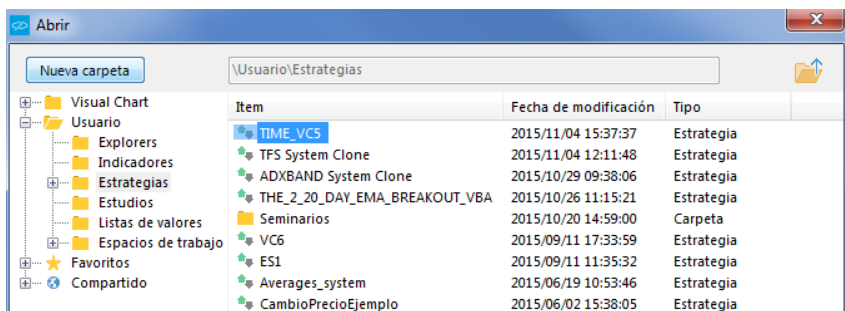 Abrir
Nueva carpeta
\Usuario\Estrategias
Visual Chart
Usuario
Explorers
Indicadores
Estrategias
Estudios
Listas de valores
Espacios de trabajo
Favoritos
Compartido
Item Fecha de modificación Tipo
TIME_VC5 2015/11/04 15:37:37 Estrategia
TFS System Clone 2015/11/04 12:11:48 Estrategia
ADXBAND System Clone 2015/10/29 09:38:06 Estrategia
THE_2_20_DAY_EMA_BREAKOUT_VBA 2015/10/26 11:15:21 Estrategia
Seminarios 2015/10/20 14:59:00 Carpeta
VC6 2015/09/11 17:33:59 Estrategia
ES1 2015/09/11 11:35:32 Estrategia
Averages_system 2015/06/19 10:53:46 Estrategia
CambioPrecioEjemplo 2015/06/02 15:38:05 Estrategia